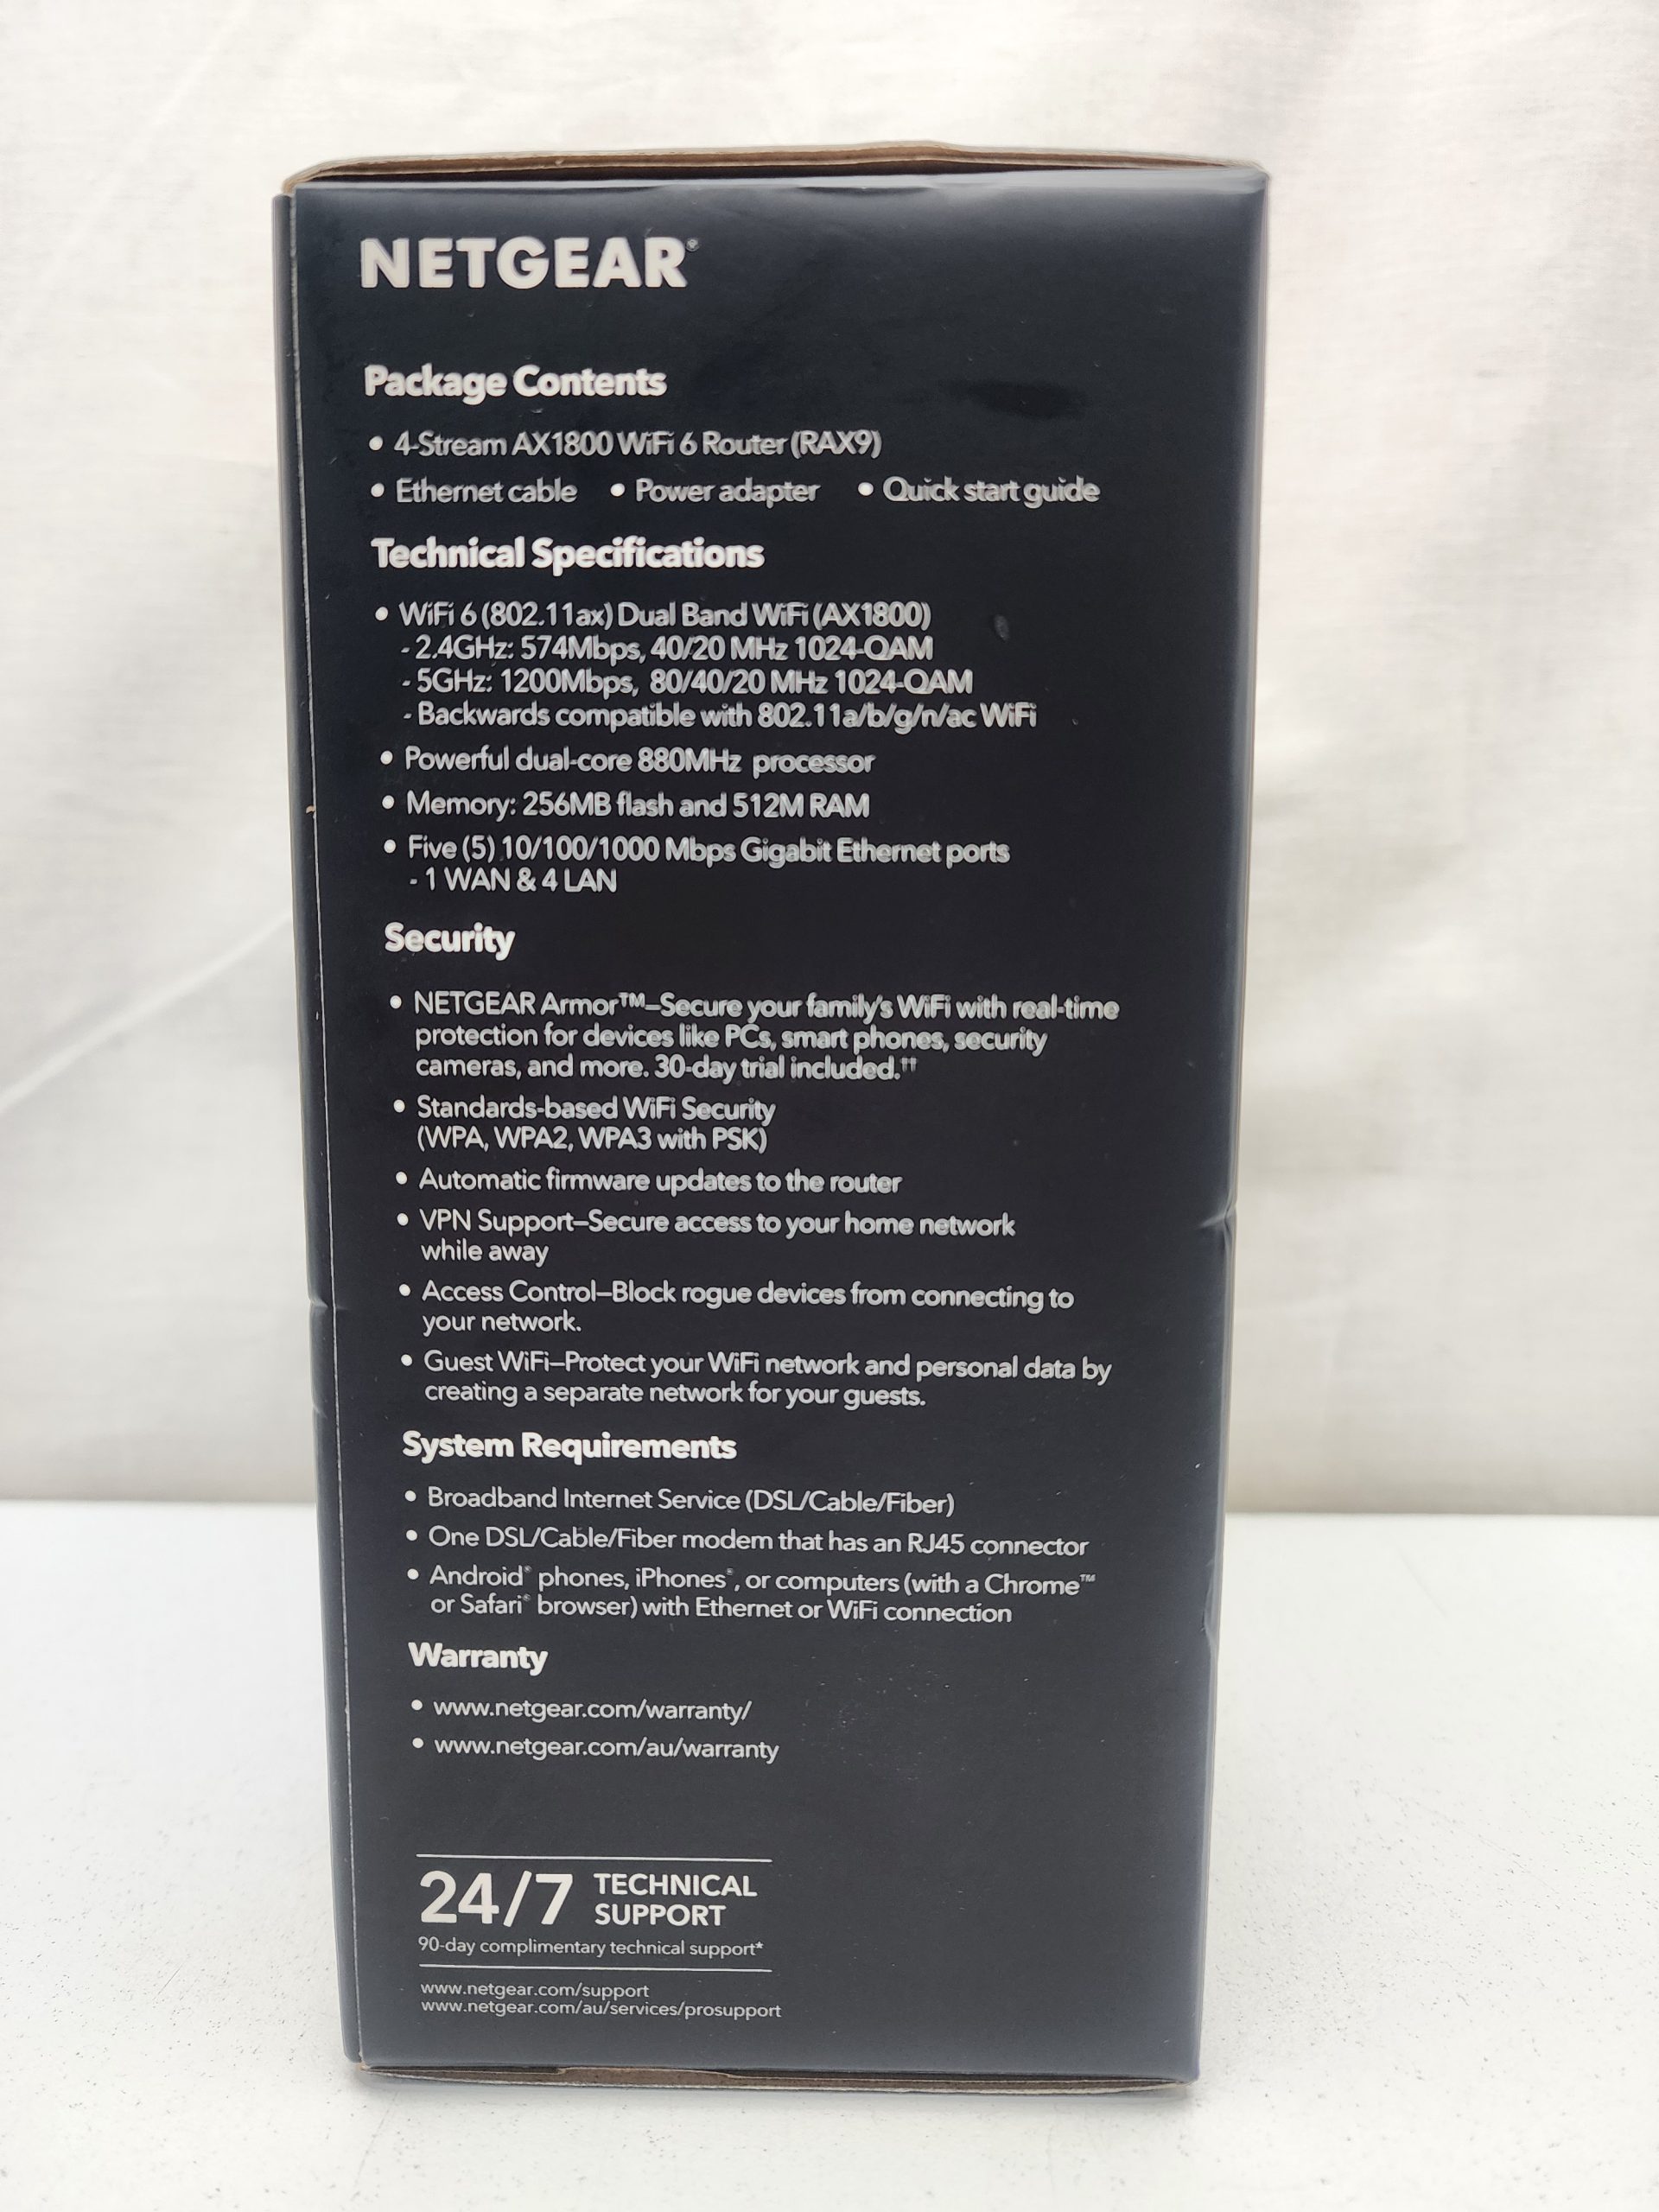 NETGEAR®
Package Contents
• 4-Stream AX1800 WiFi 6 Router (RAX9)
• Ethernet cable • Power adapter • Quick start guide
Technical Specifications
• WiFi 6 (802.11ax) Dual Band WiFi (AX1800)
- 2.4GHz: 574Mbps, 40/20 MHz 1024-QAM
- 5GHz: 1200Mbps, 80/40/20 MHz 1024-QAM
- Backwards compatible with 802.11a/b/g/n/ac WiFi
• Powerful dual-core 880MHz processor
• Memory: 256MB flash and 512M RAM
• Five (5) 10/100/1000 Mbps Gigabit Ethernet ports
- 1 WAN & 4 LAN
Security
• NETGEAR Armor™—Secure your family's WiFi with real-time
protection for devices like PCs, smart phones, security
cameras, and more. 30-day trial included.††
• Standards-based WiFi Security
(WPA, WPA2, WPA3 with PSK)
• Automatic firmware updates to the router
• VPN Support—Secure access to your home network
while away
• Access Control—Block rogue devices from connecting to
your network.
• Guest WiFi—Protect your WiFi network and personal data by
creating a separate network for your guests.
System Requirements
• Broadband Internet Service (DSL/Cable/Fiber)
• One DSL/Cable/Fiber modem that has an RJ45 connector
• Android® phones, iPhones®, or computers (with a Chrome™
or Safari® browser) with Ethernet or WiFi connection
Warranty
• www.netgear.com/warranty/
• www.netgear.com/au/warranty
24/7 TECHNICAL
SUPPORT
90-day complimentary technical support*
www.netgear.com/support
www.netgear.com/au/services/prosupport